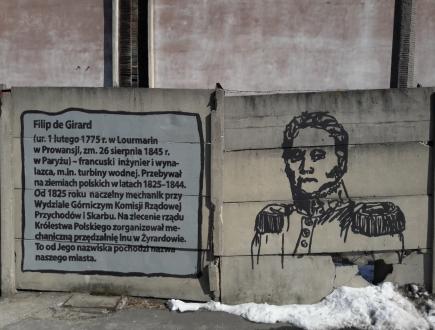 Filip de Girard
(ur. 1 lutego 1775 r. w Lourmarin
w Prowansji, zm. 26 sierpnia 1845 r.
w Paryżu) – francuski inżynier i wyna-
lazca, m.in. turbiny wodnej. Przebywał
na ziemiach polskich w latach 1825–1844.
Od 1825 roku naczelny mechanik przy
Wydziale Górniczym Komisji Rządowej
Przychodów i Skarbu. Na zlecenie rządu
Królestwa Polskiego zorganizował me-
chaniczną przędzalnię lnu w Żyrardowie.
To od Jego nazwiska pochodzi nazwa
naszego miasta.